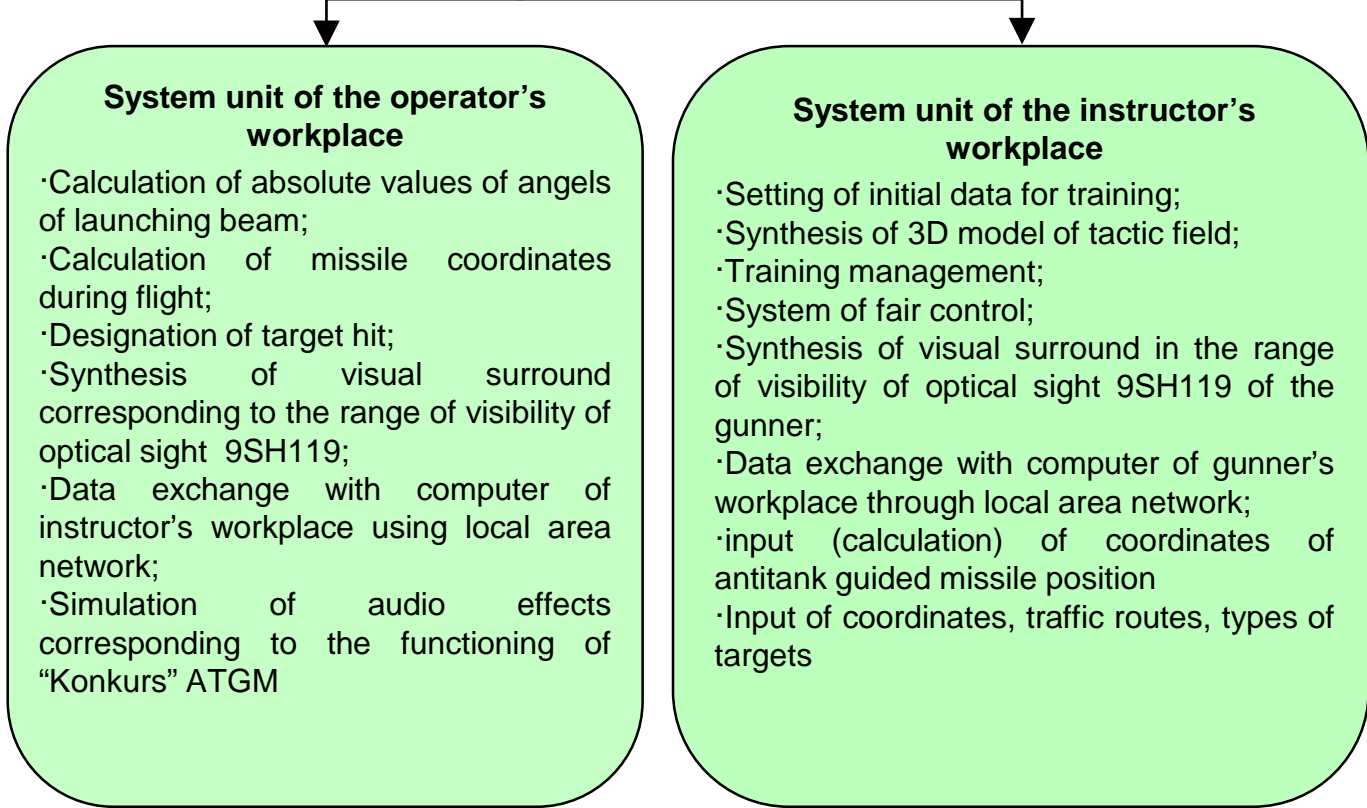 System unit of the operator’s
workplace
·Calculation of absolute values of angels
of launching beam;
·Calculation of missile coordinates
during flight;
·Designation of target hit;
·Synthesis of visual surround
corresponding to the range of visibility of
optical sight 9SH119;
·Data exchange with computer of
instructor’s workplace using local area
network;
·Simulation of audio effects
corresponding to the functioning of
“Konkurs” ATGM
System unit of the instructor’s
workplace
·Setting of initial data for training;
·Synthesis of 3D model of tactic field;
·Training management;
·System of fair control;
·Synthesis of visual surround in the range
of visibility of optical sight 9SH119 of the
gunner;
·Data exchange with computer of gunner’s
workplace through local area network;
·input (calculation) of coordinates of
antitank guided missile position
·Input of coordinates, traffic routes, types of
targets